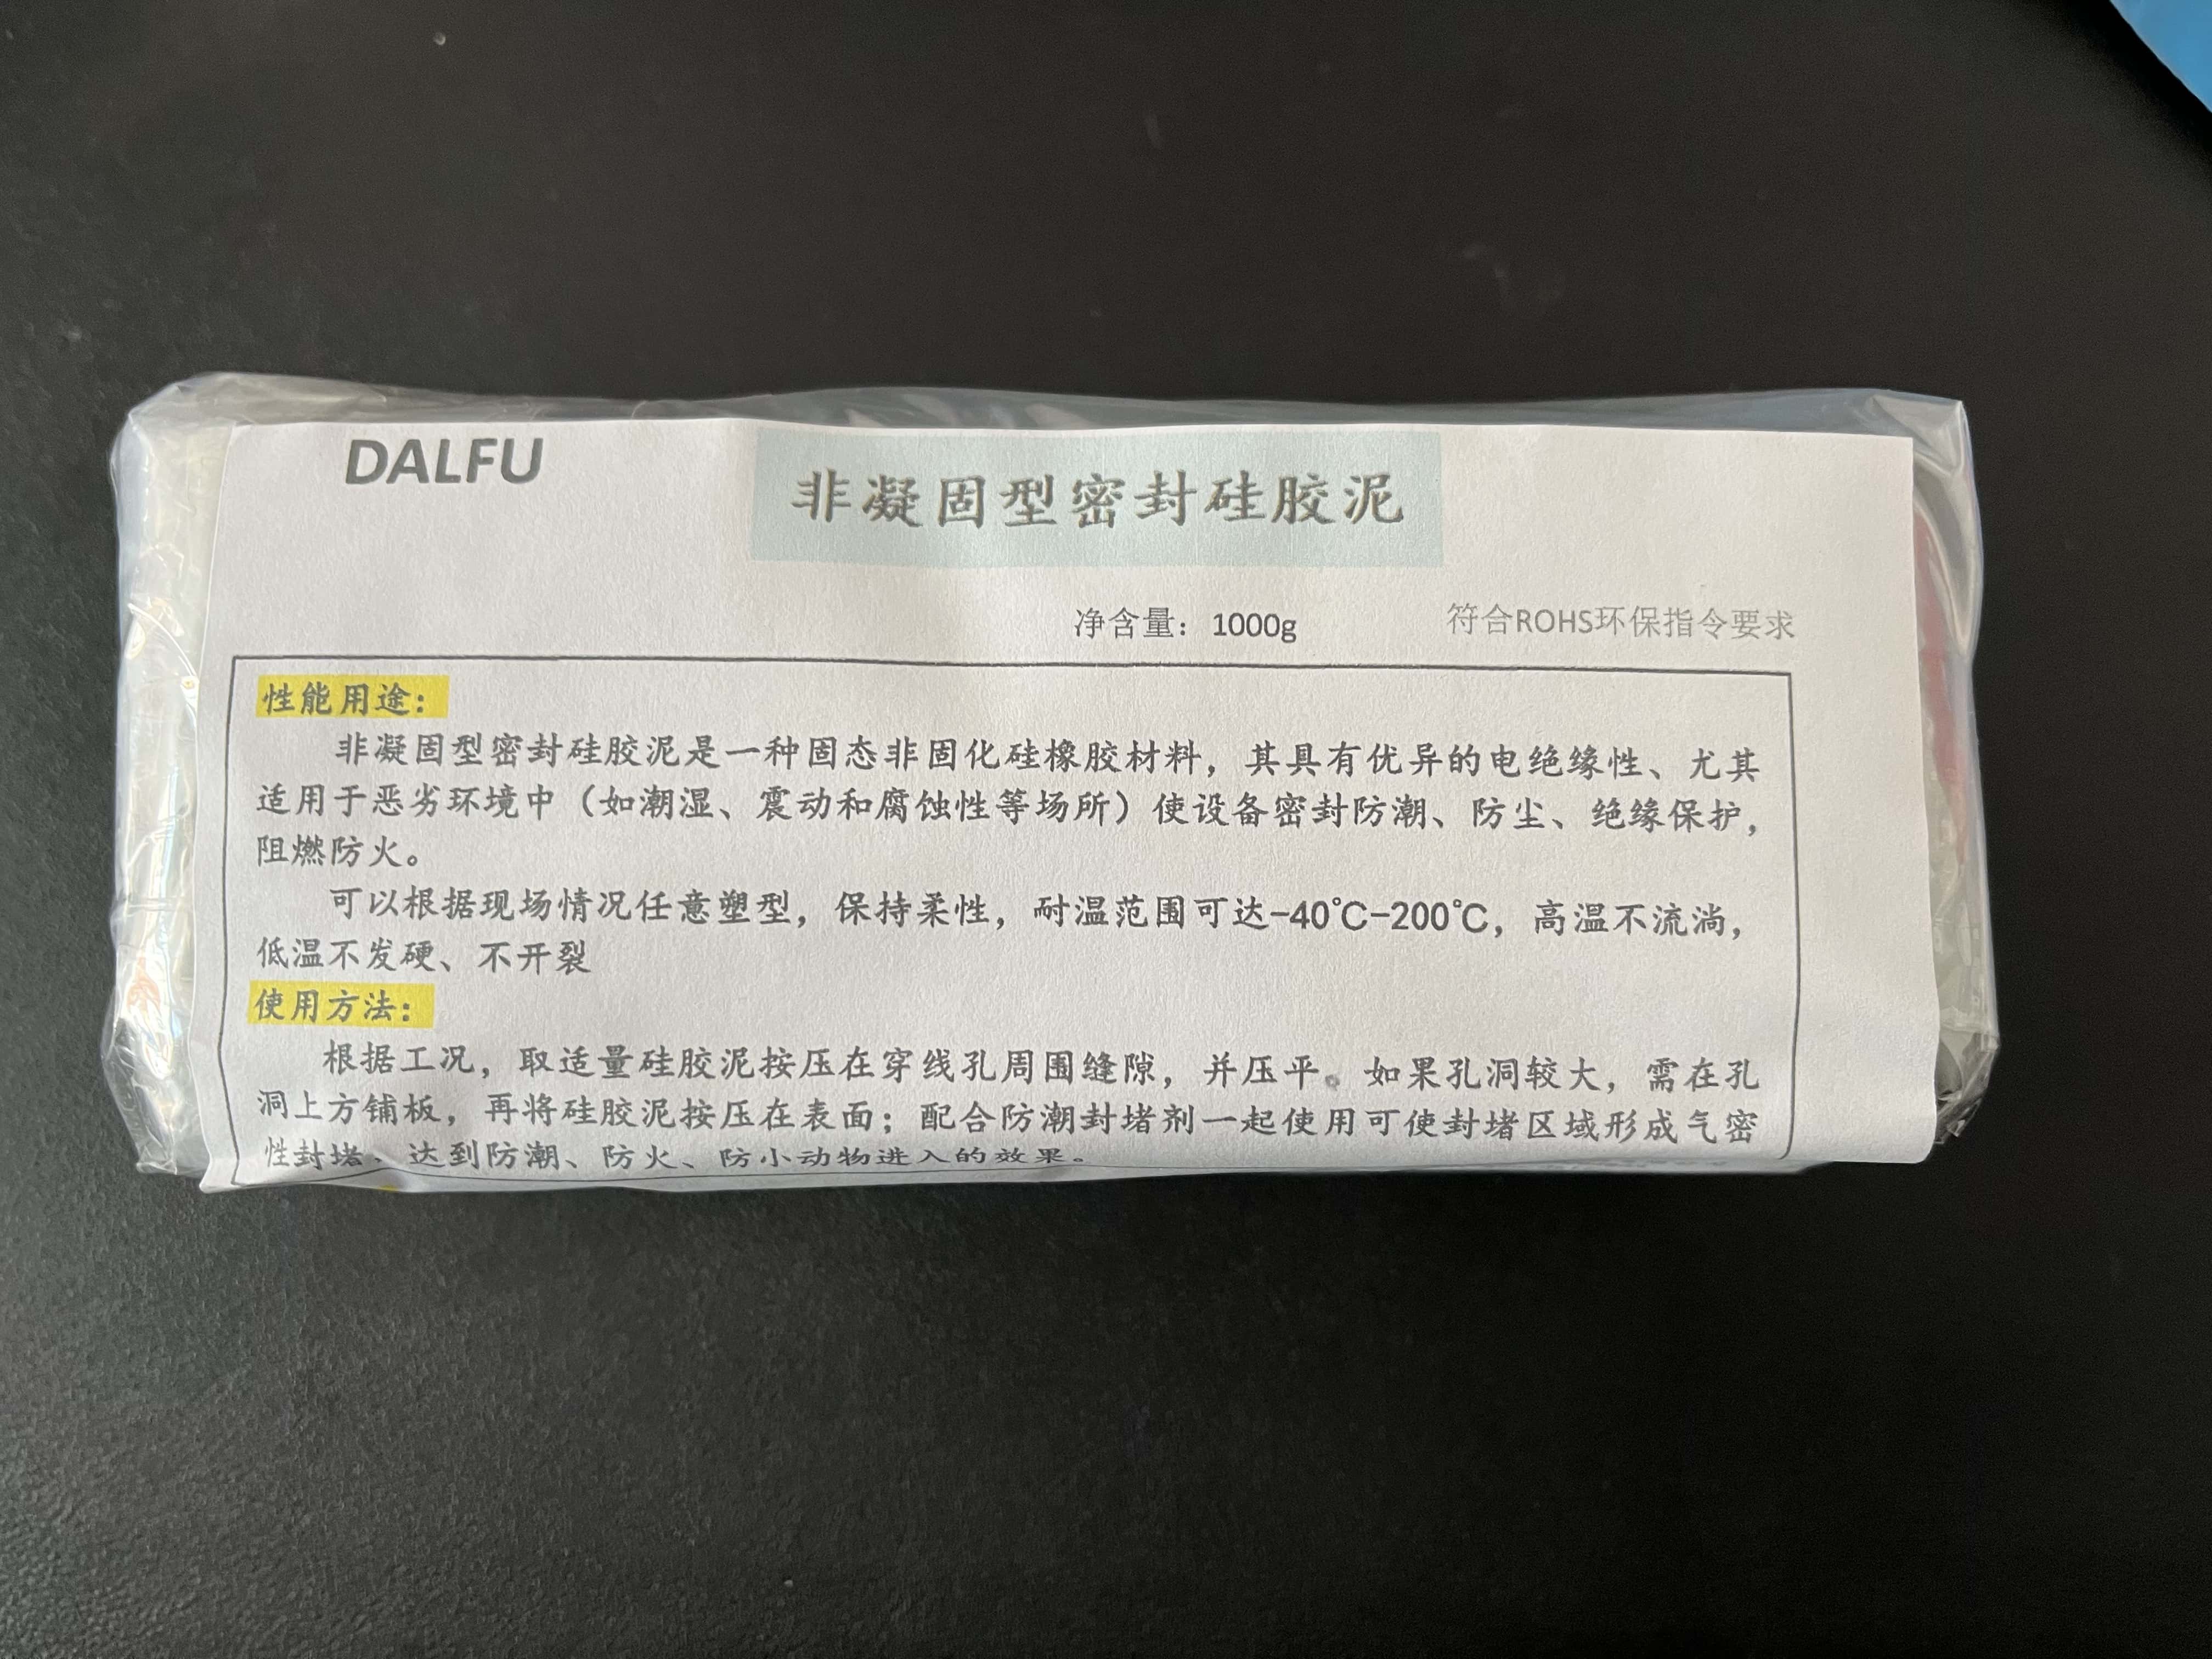 DALFU
非凝固型密封硅胶泥
净含量：1000g
符合ROHS环保指令要求
性能用途：
非凝固型密封硅胶泥是一种固态非固化硅橡胶材料，其具有优异的电绝缘性、尤其
适用于恶劣环境中（如潮湿、震动和腐蚀性等场所）使设备密封防潮、防尘、绝缘保护，
阻燃防火。
可以根据现场情况任意塑型，保持柔性，耐温范围可达-40℃-200℃，高温不流淌，
低温不发硬、不开裂
使用方法：
根据工况，取适量硅胶泥按压在穿线孔周围缝隙，并压平。如果孔洞较大，需在孔
洞上方铺板，再将硅胶泥按压在表面；配合防潮封堵剂一起使用可使封堵区域形成气密
性封堵、达到防潮、防火、防小动物进入的效果。